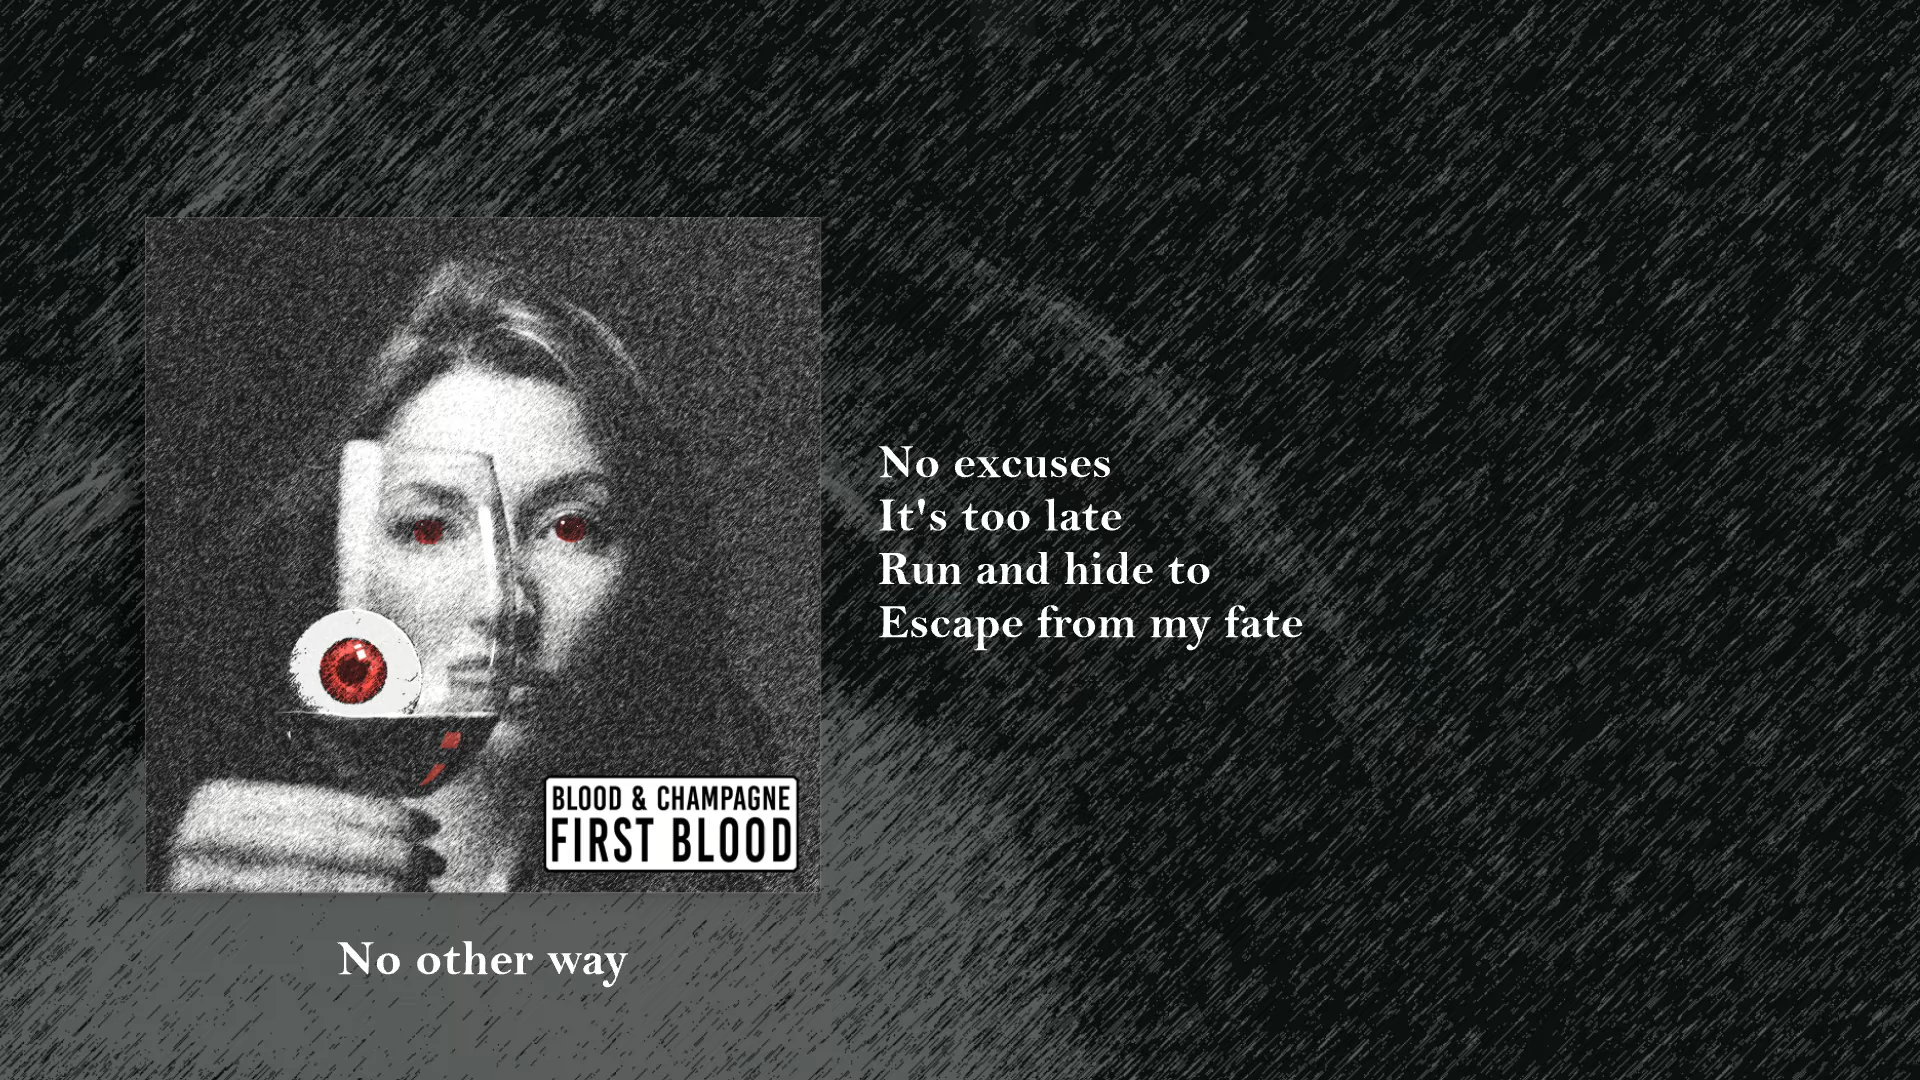 No excuses
It's too late
Run and hide to
Escape from my fate
BLOOD & CHAMPAGNE
FIRST BLOOD
No other way